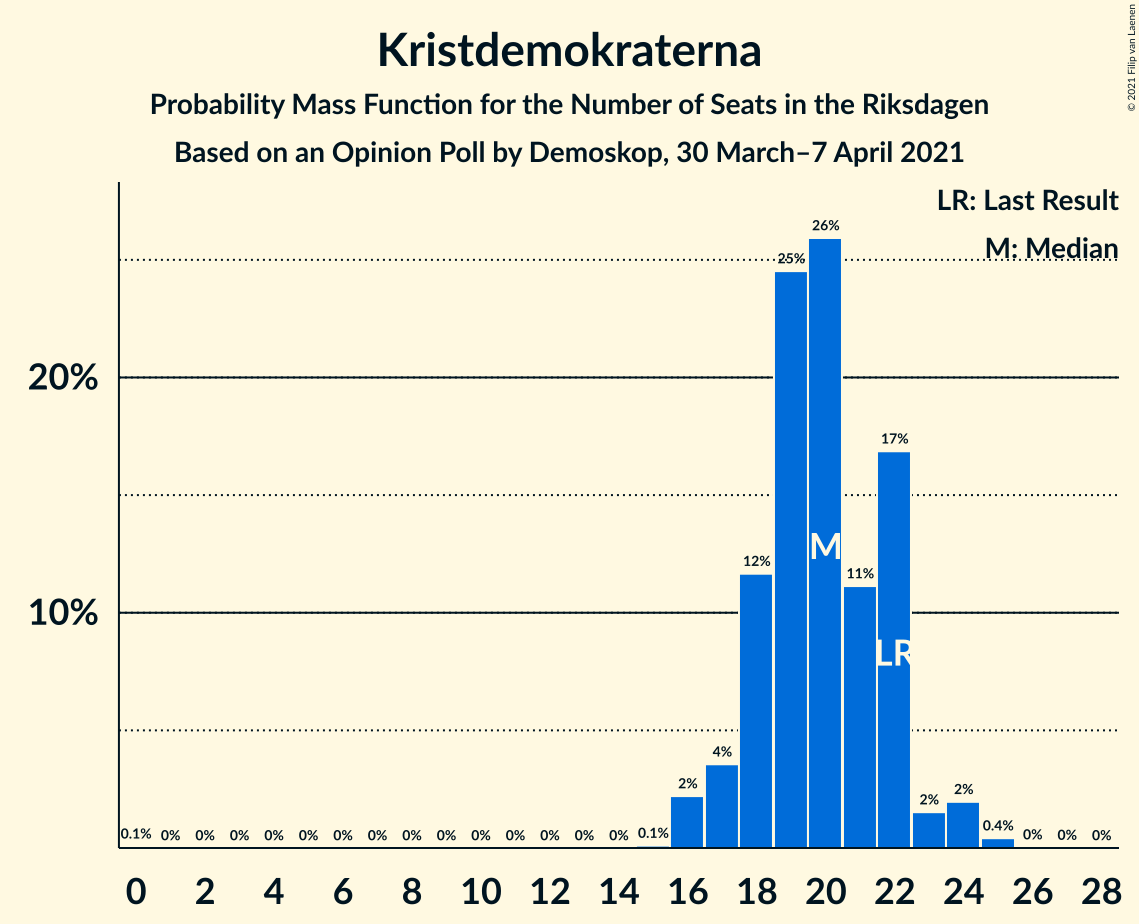 Kristdemokraterna
Probability Mass Function for the Number of Seats in the Riksdagen
Based on an Opinion Poll by Demoskop, 30 March–7 April 2021
© 2021 Filip van Laenen
LR: Last Result
M: Median
20%
10%
0.1% 0% 0% 0% 0% 0% 0% 0% 0% 0% 0% 0% 0% 0% 0% 0.1% 2% 4% 12% 25% 26% 11% 17% 2% 2% 0.4% 0% 0% 0%
M
LR
0 2 4 6 8 10 12 14 16 18 20 22 24 26 28